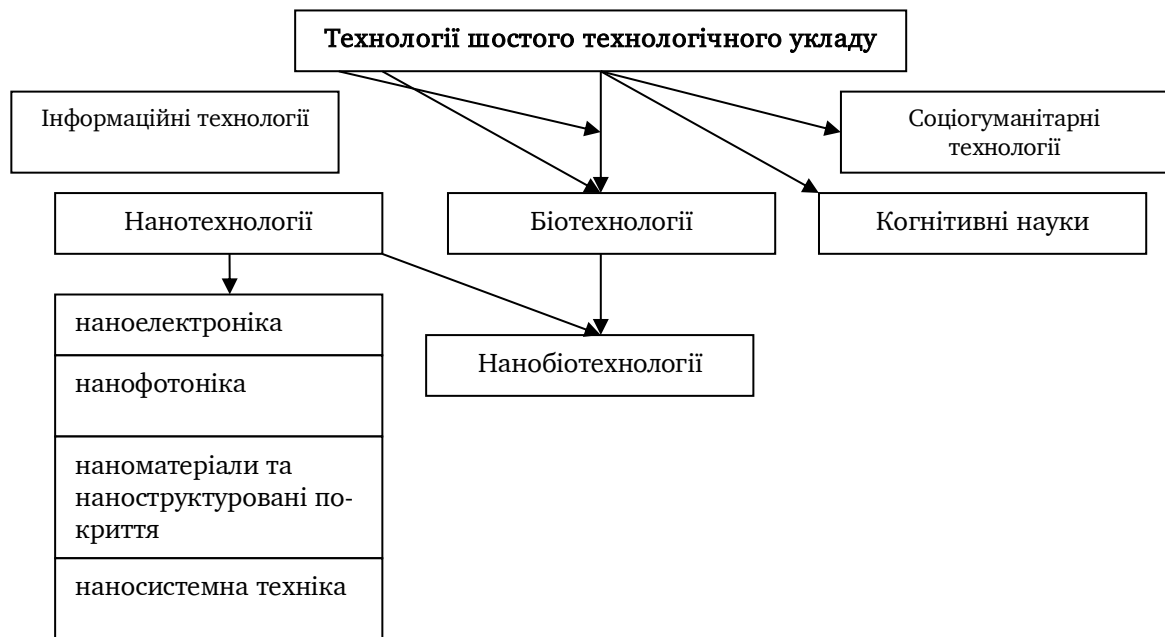 Технології шостого технологічного укладу
Інформаційні технології
Соціогуманітарні
технології
Нанотехнології
Біотехнології
Когнітивні науки
наноелектроніка
Нанобіотехнології
нанофотоніка
наноматеріали та
наноструктуровані по-
криття
наносистемна техніка